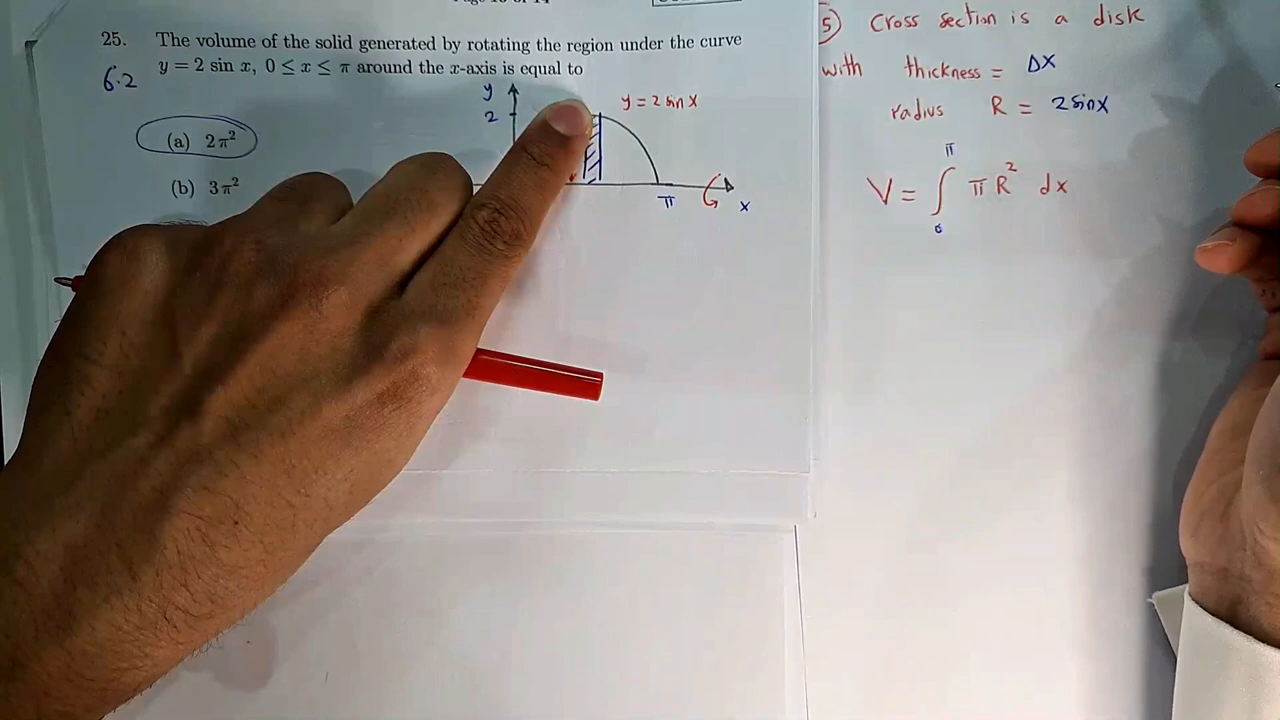 25. The volume of the solid generated by rotating the region under the curve
y = 2 sin x, 0 ≤ x ≤ π around the x-axis is equal to
6.2
(a) 2π²
(b) 3π²
y
2
y = 2 sin x
π
x
5) Cross section is a disk
with thickness = Δx
radius R = 2 sin x
V = ∫₀^π π R² dx